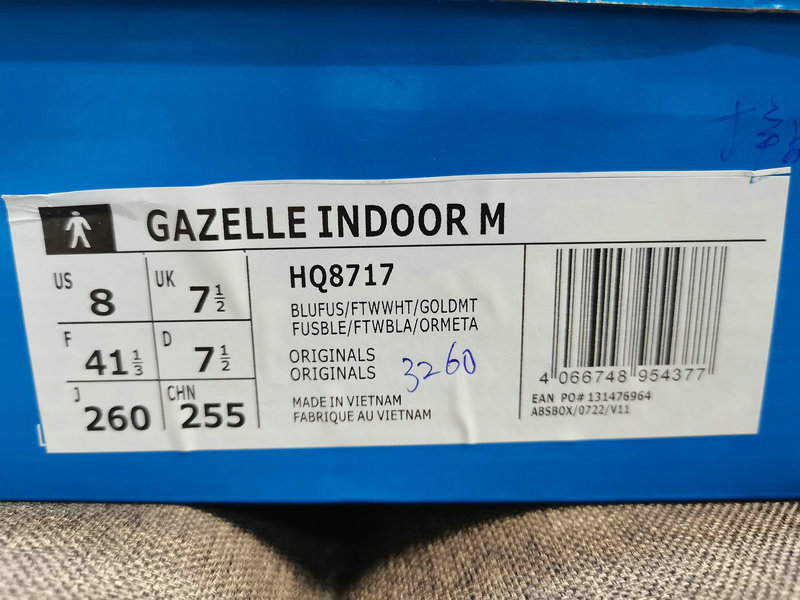 GAZELLE INDOOR M
US 8 UK 7 1/2
F 41 1/3 D 7 1/2
J 260 CHN 255
HQ8717
BLUFUS/FTWWHT/GOLDMT
FUSBLE/FTWBLA/ORMETA
ORIGINALS
ORIGINALS
3260
MADE IN VIETNAM
FABRIQUE AU VIETNAM
4 066748 954377
EAN PO# 131476964
ABSBOX/0722/V11